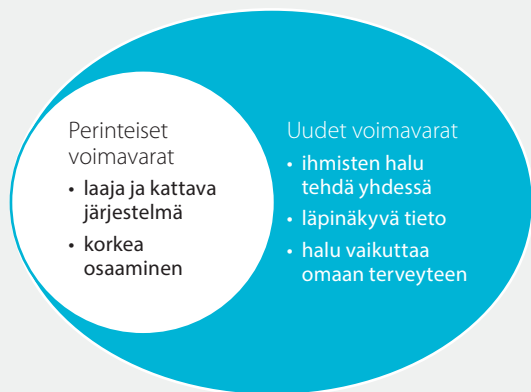 Perinteiset
voimavarat
• laaja ja kattava
järjestelmä
• korkea
osaaminen
Uudet voimavarat
• ihmisten halu
tehdä yhdessä
• läpinäkyvä tieto
• halu vaikuttaa
omaan terveyteen